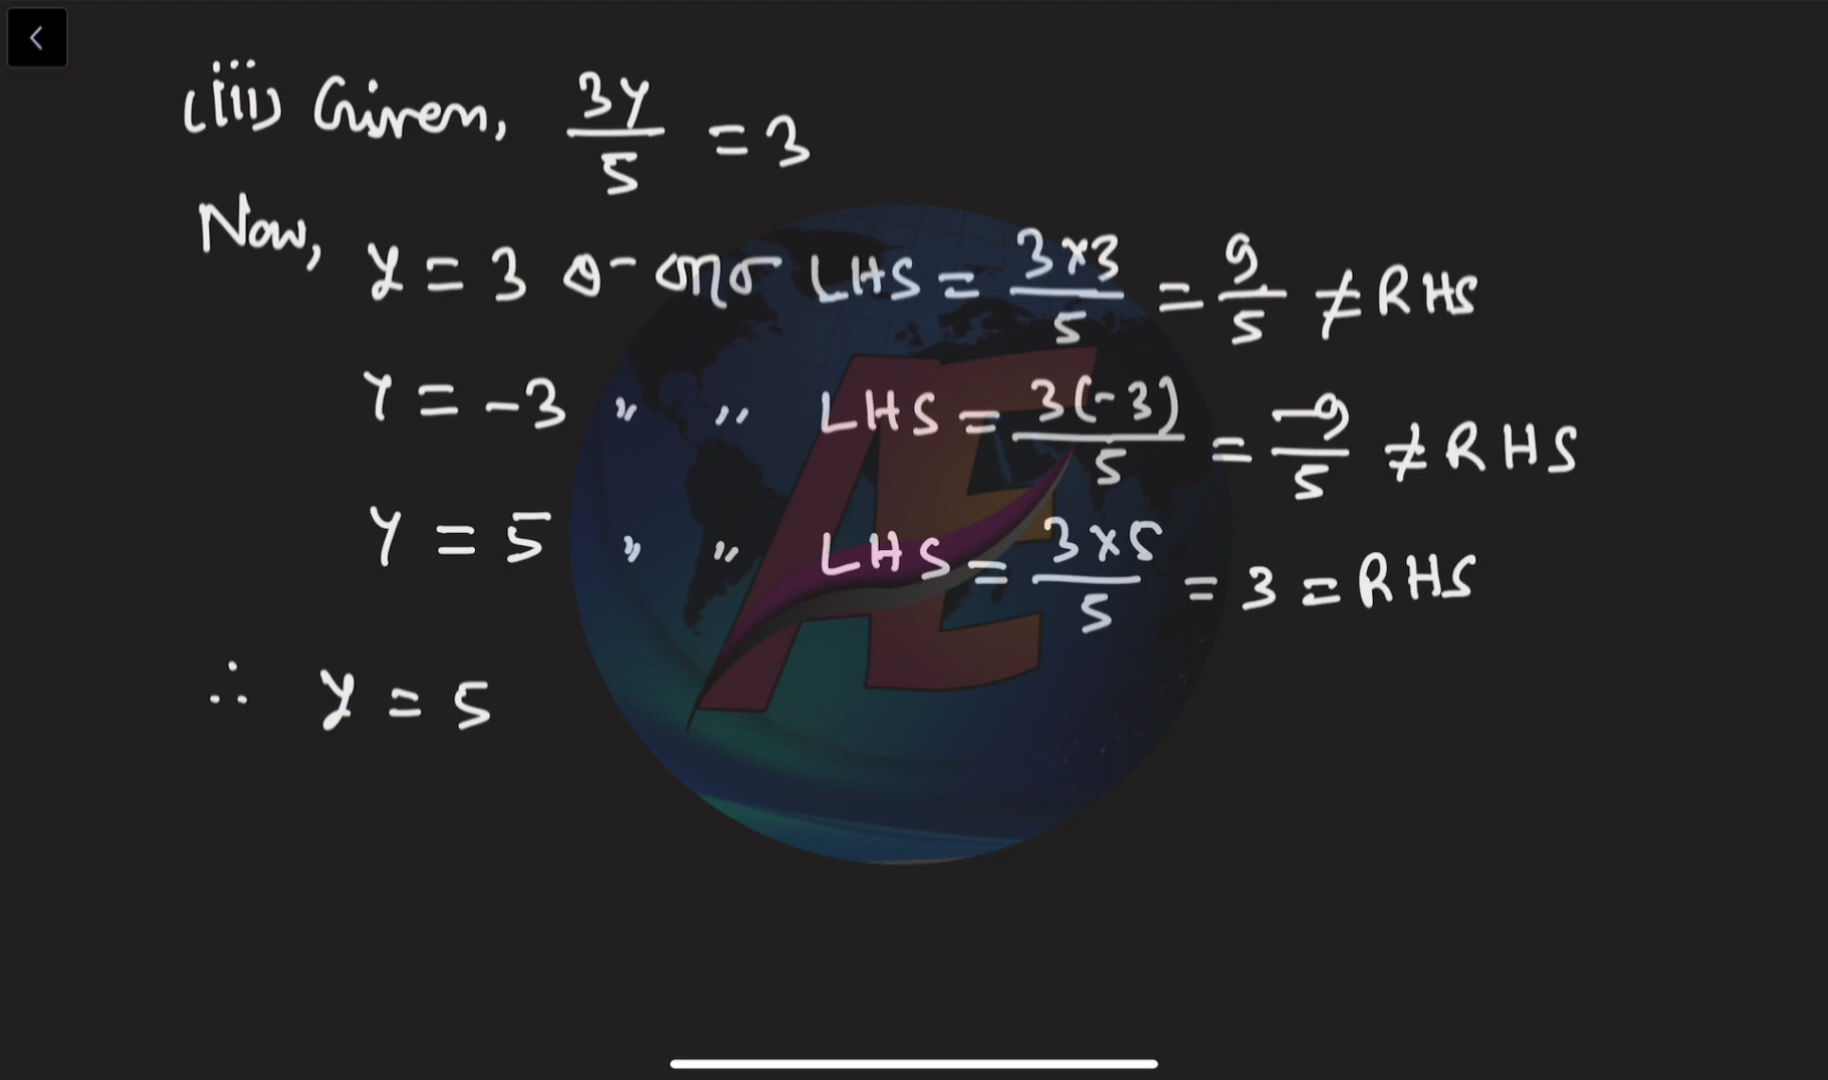 (iii) Given, 3y/5 = 3
Now, y = 3 LHS = 3×3/5 = 9/5 ≠ RHS
y = -3 〃 〃 LHS = 3(-3)/5 = -9/5 ≠ RHS
y = 5 〃 〃 LHS = 3×5/5 = 3 = RHS
∴ y = 5
AE